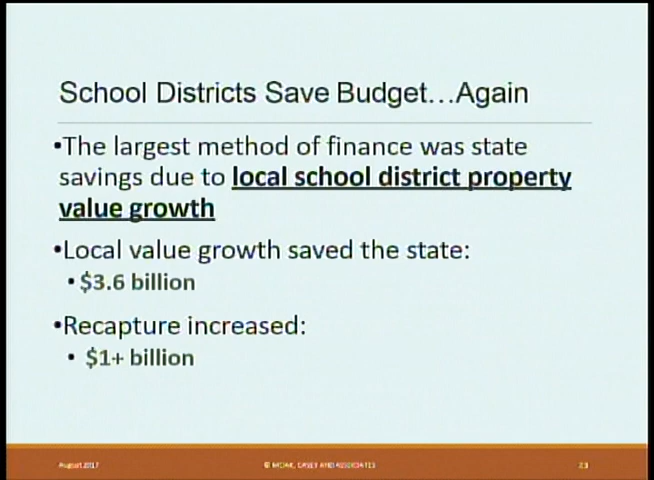 School Districts Save Budget…Again
•The largest method of finance was state
savings due to local school district property
value growth
•Local value growth saved the state:
• $3.6 billion
•Recapture increased:
• $1+ billion
August 2017
© MOAK, CASEY AND ASSOCIATES
23